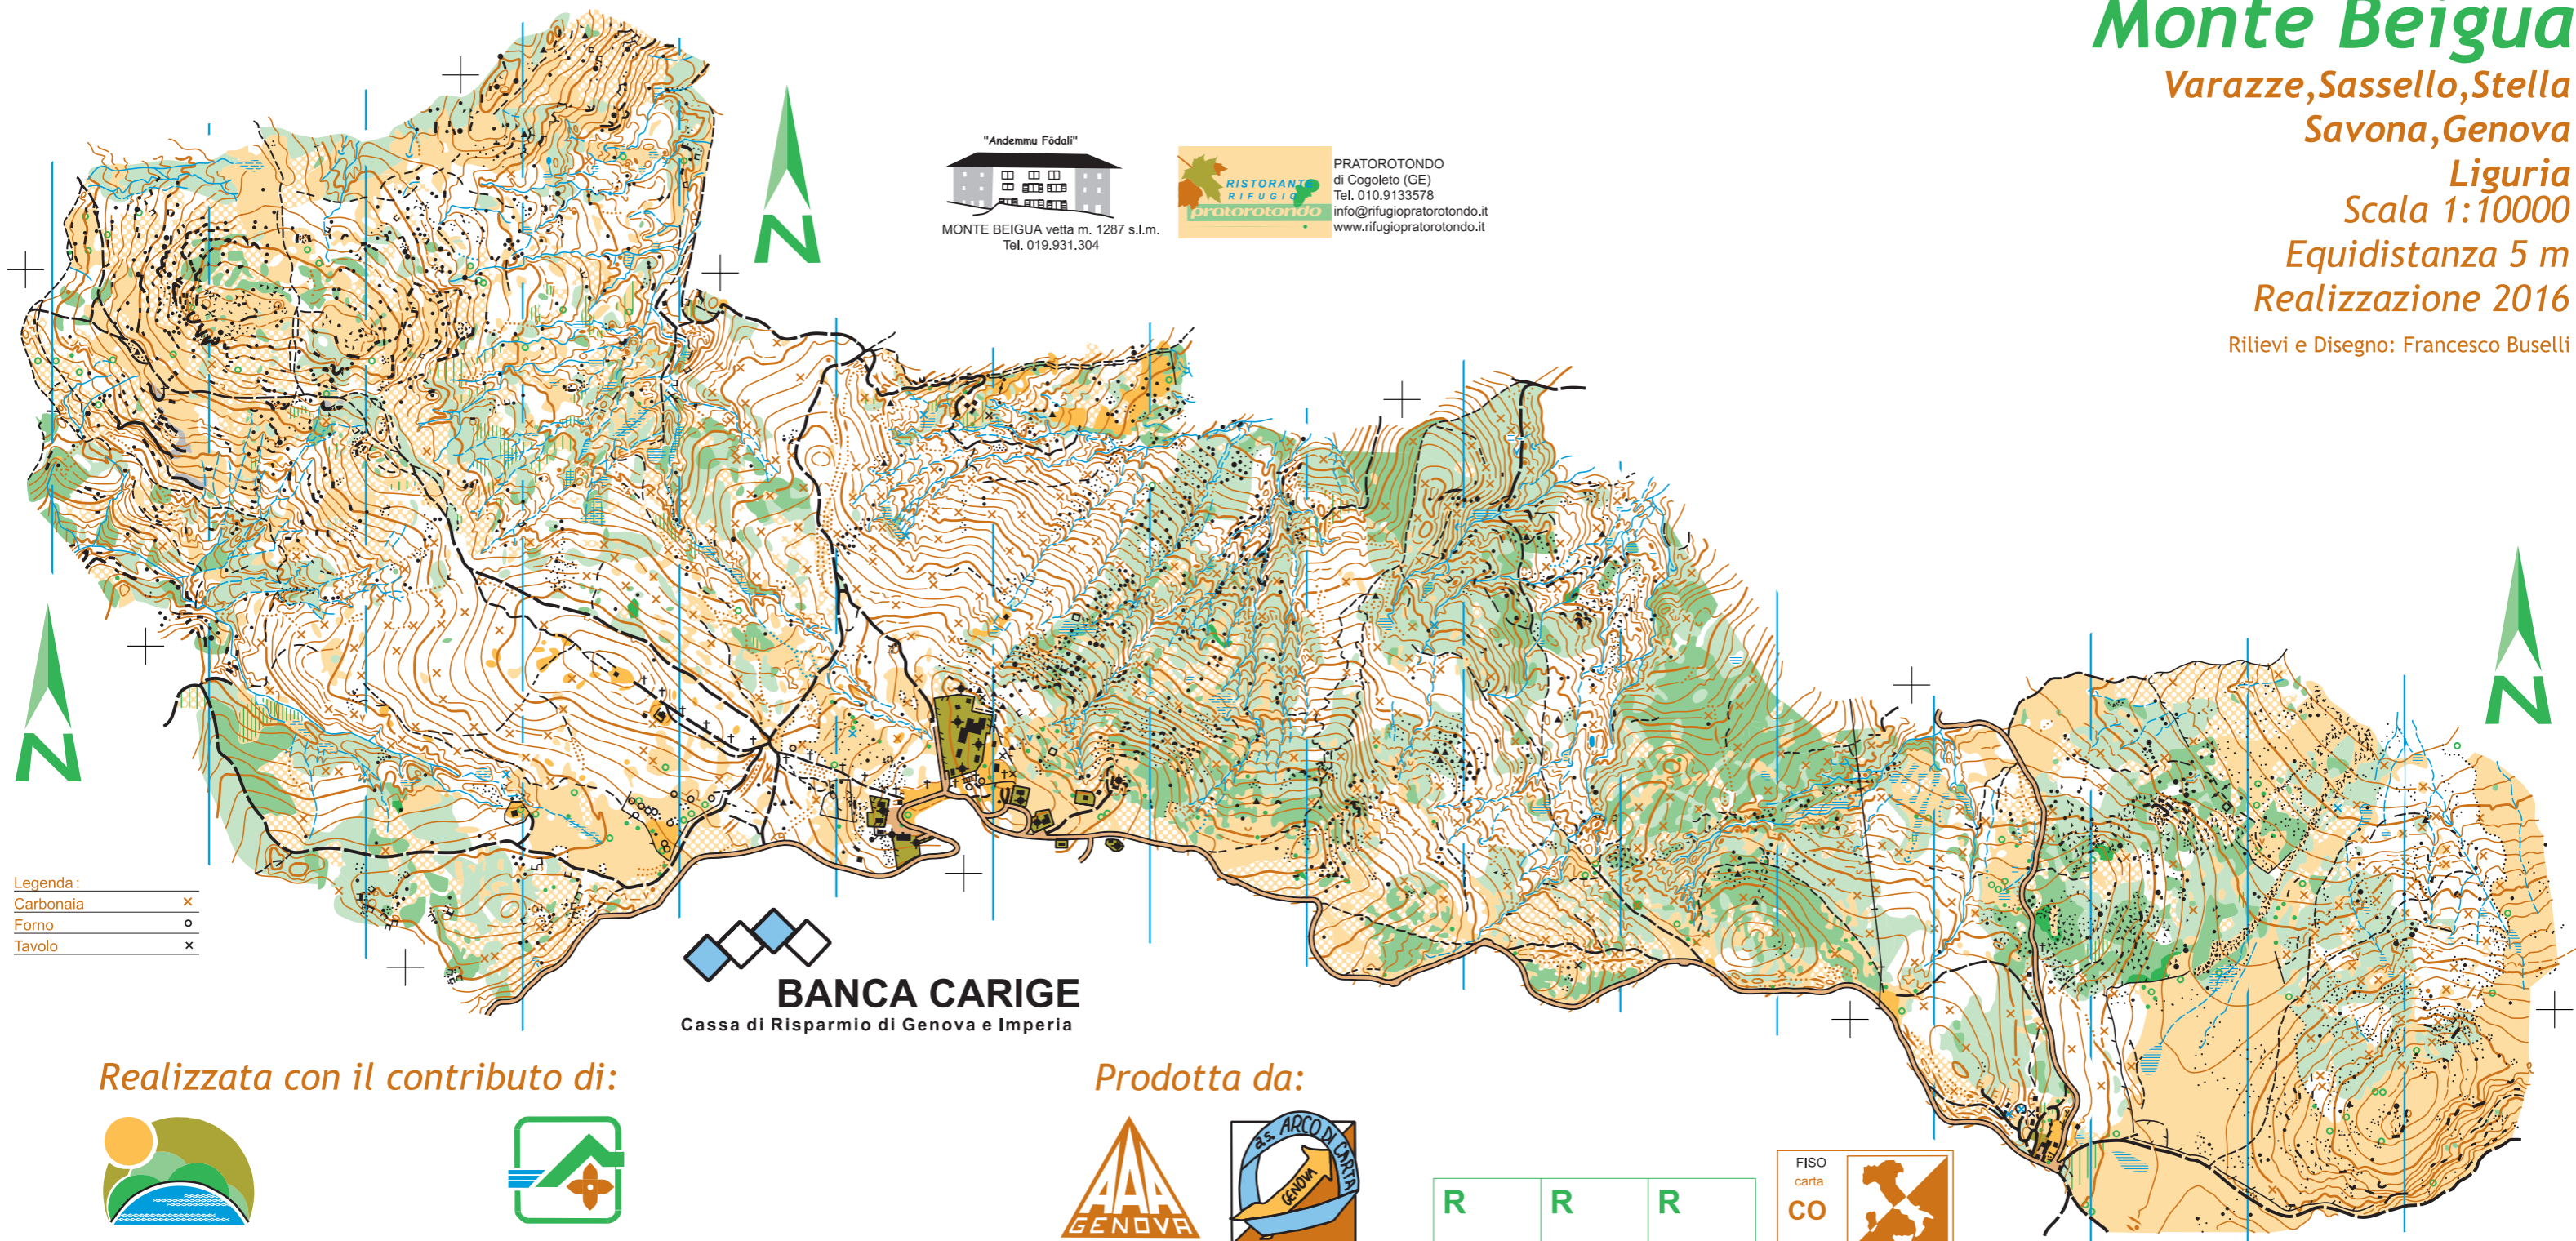 Monte Beigua
Varazze,Sassello,Stella
Savona,Genova
Liguria
Scala 1:10000
Equidistanza 5 m
Realizzazione 2016
Rilievi e Disegno: Francesco Buselli
"Andemmu Födali"
MONTE BEIGUA vetta m. 1287 s.l.m.
Tel. 019.931.304
RISTORANTE
RIFUGIO
pratorotondo
PRATOROTONDO
di Cogoleto (GE)
Tel. 010.9133578
info@rifugiopratorotondo.it
www.rifugiopratorotondo.it
N
N
N
Legenda :
Carbonaia
Forno
Tavolo
BANCA CARIGE
Cassa di Risparmio di Genova e Imperia
Realizzata con il contributo di:
Prodotta da:
AAA
GENOVA
a.s. ARCO DI CARTA
GENOVA
R R R
FISO
carta
CO